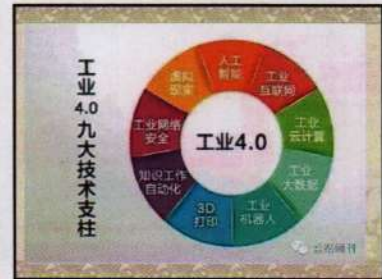 工业4.0九大技术支柱
人工
智能
工业
互联网
工业
云计算
工业
大数据
工业
机器人
3D
打印
知识工作
自动化
工业网络
安全
虚拟
现实
工业4.0